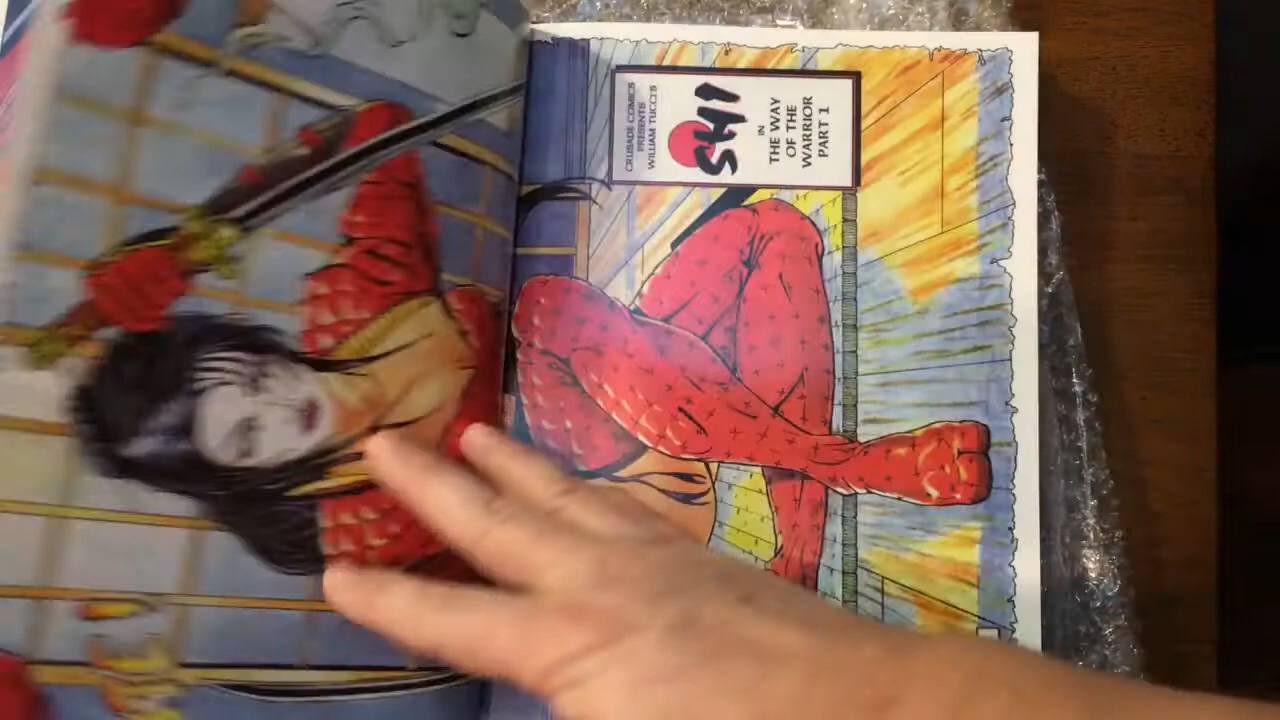 CRUSADE COMICS
PRESENTS
WILLIAM TUCCI'S
SHI
IN
THE WAY
OF THE
WARRIOR
PART 1